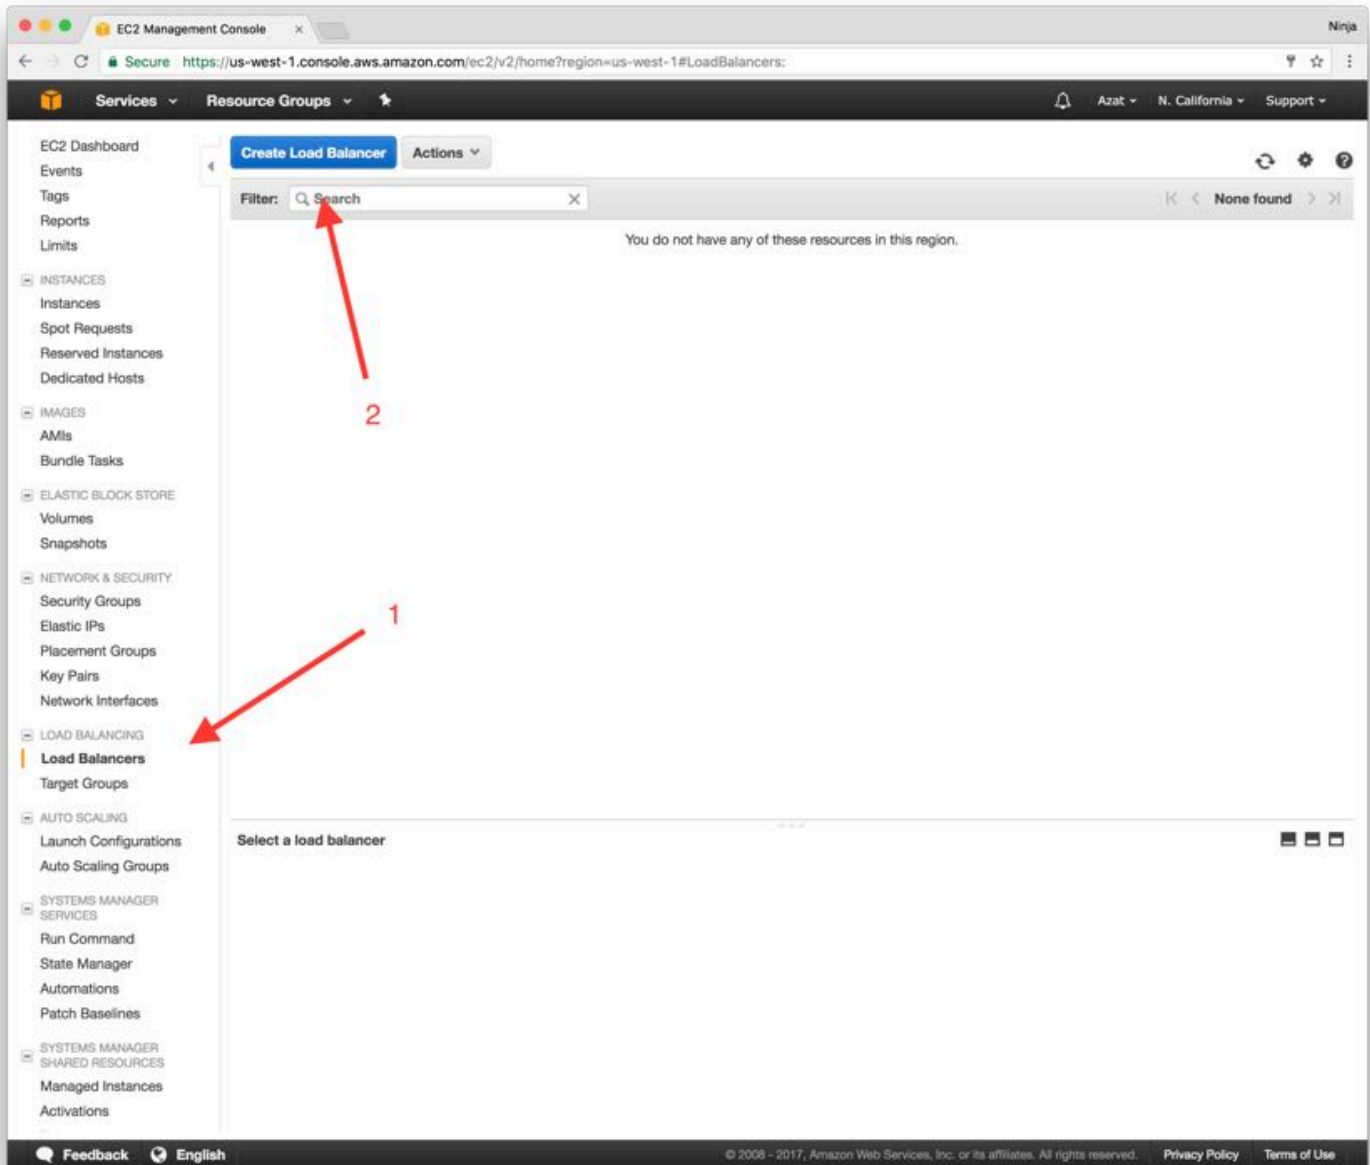 EC2 Management Console
Ninja
Secure https://us-west-1.console.aws.amazon.com/ec2/v2/home?region=us-west-1#LoadBalancers:
Services Resource Groups Azat N. California Support
EC2 Dashboard
Events
Tags
Reports
Limits
INSTANCES
Instances
Spot Requests
Reserved Instances
Dedicated Hosts
IMAGES
AMIs
Bundle Tasks
ELASTIC BLOCK STORE
Volumes
Snapshots
NETWORK & SECURITY
Security Groups
Elastic IPs
Placement Groups
Key Pairs
Network Interfaces
LOAD BALANCING
Load Balancers
Target Groups
AUTO SCALING
Launch Configurations
Auto Scaling Groups
SYSTEMS MANAGER
SERVICES
Run Command
State Manager
Automations
Patch Baselines
SYSTEMS MANAGER
SHARED RESOURCES
Managed Instances
Activations
Create Load Balancer Actions
Filter: Search None found
You do not have any of these resources in this region.
2
1
Select a load balancer
Feedback English © 2008 - 2017, Amazon Web Services, Inc. or its affiliates. All rights reserved. Privacy Policy Terms of Use